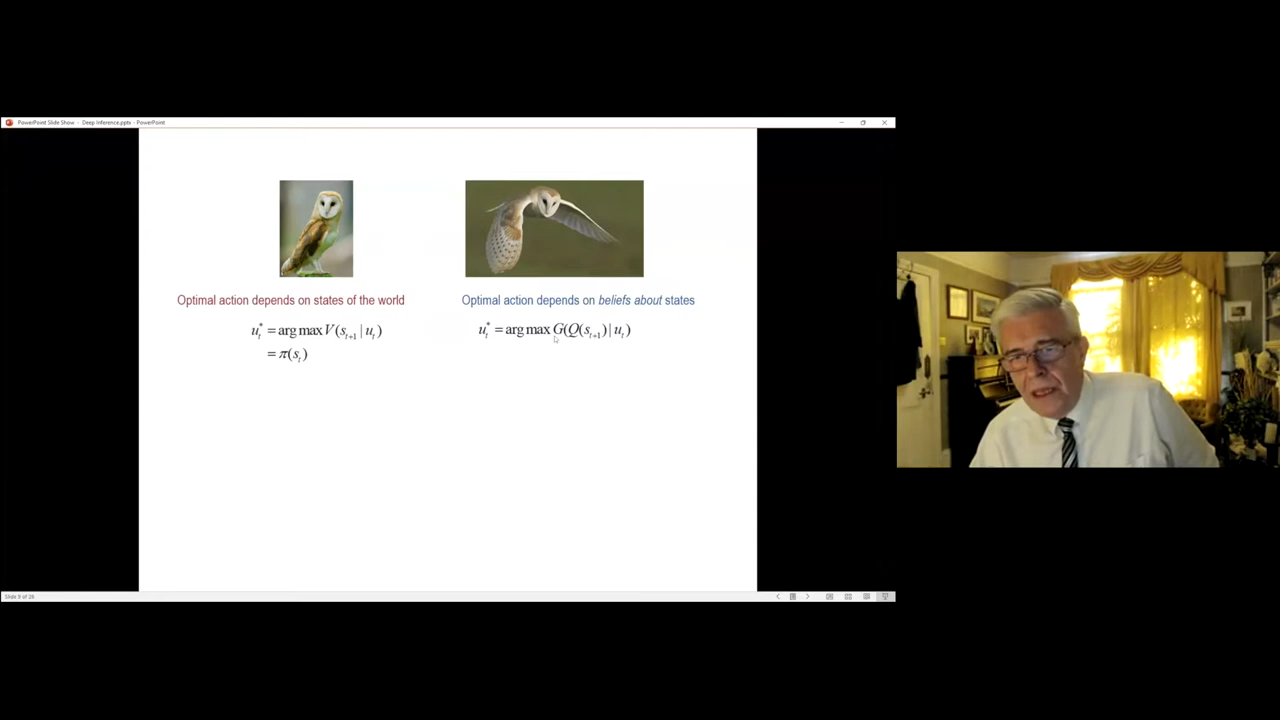 PowerPoint Slide Show - Deep Inference.pptx - PowerPoint
Optimal action depends on states of the world
u*ₜ = arg max V(sₜ₊₁ | uₜ)
= π(sₜ)
Optimal action depends on beliefs about states
u*ₜ = arg max G(Q(sₜ₊₁) | uₜ)